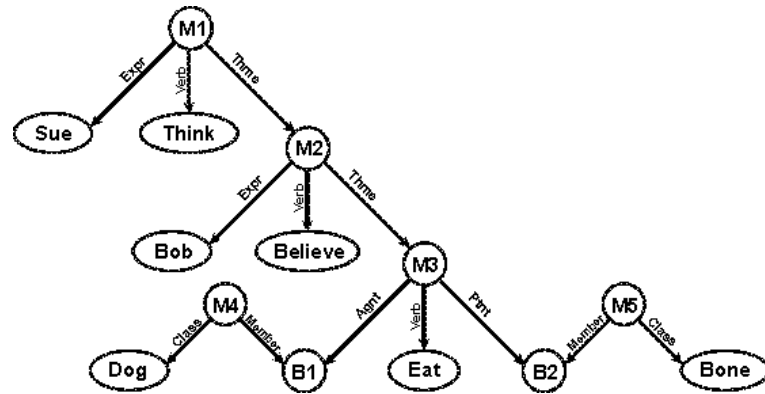 M1
Expr Verb Thme
Sue Think
M2
Expr Verb Thme
Bob Believe
M3
M4 M5
Class Member Agnt Verb Ptnt Member Class
Dog B1 Eat B2 Bone